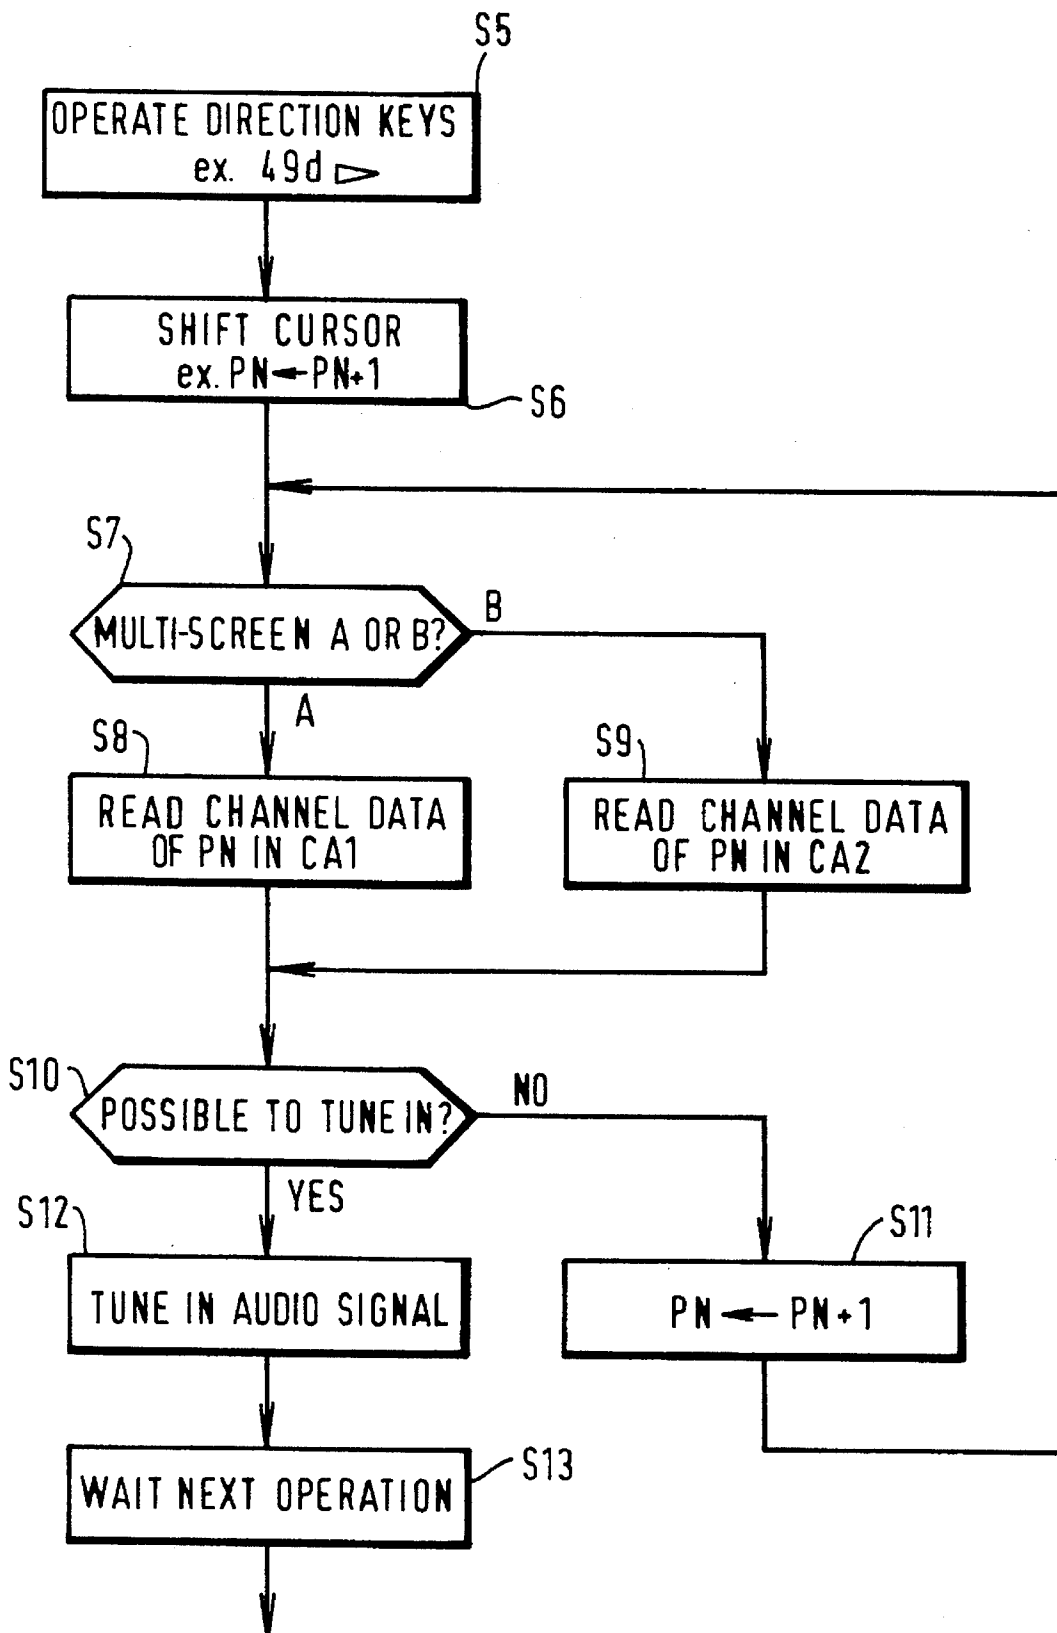 S5
OPERATE DIRECTION KEYS
ex. 49d ▷
SHIFT CURSOR
ex. PN←PN+1
S6
S7
MULTI-SCREEN A OR B?
B
A
S8
READ CHANNEL DATA
OF PN IN CA1
S9
READ CHANNEL DATA
OF PN IN CA2
S10
POSSIBLE TO TUNE IN?
NO
YES
S12
TUNE IN AUDIO SIGNAL
S11
PN ← PN+1
WAIT NEXT OPERATION
S13